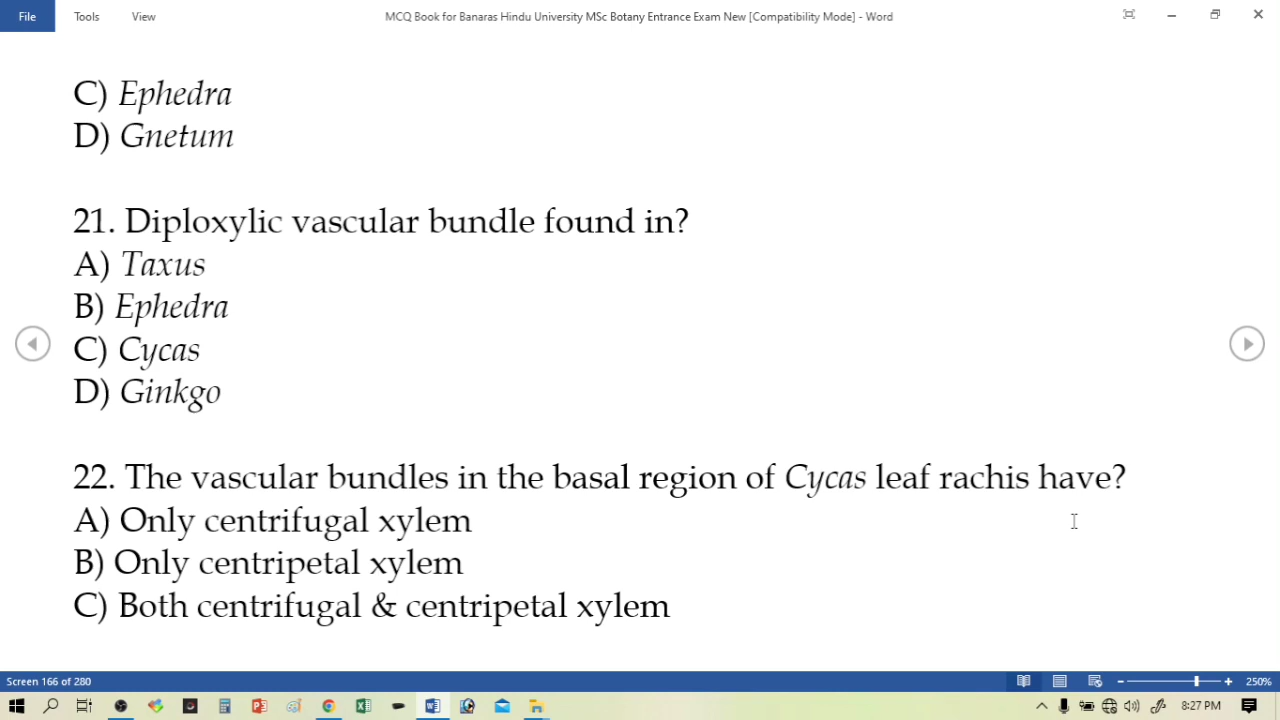 File Tools View MCQ Book for Banaras Hindu University MSc Botany Entrance Exam New [Compatibility Mode] - Word
C) Ephedra
D) Gnetum
21. Diploxylic vascular bundle found in?
A) Taxus
B) Ephedra
C) Cycas
D) Ginkgo
22. The vascular bundles in the basal region of Cycas leaf rachis have?
A) Only centrifugal xylem
B) Only centripetal xylem
C) Both centrifugal & centripetal xylem
Screen 166 of 280 250%
8:27 PM